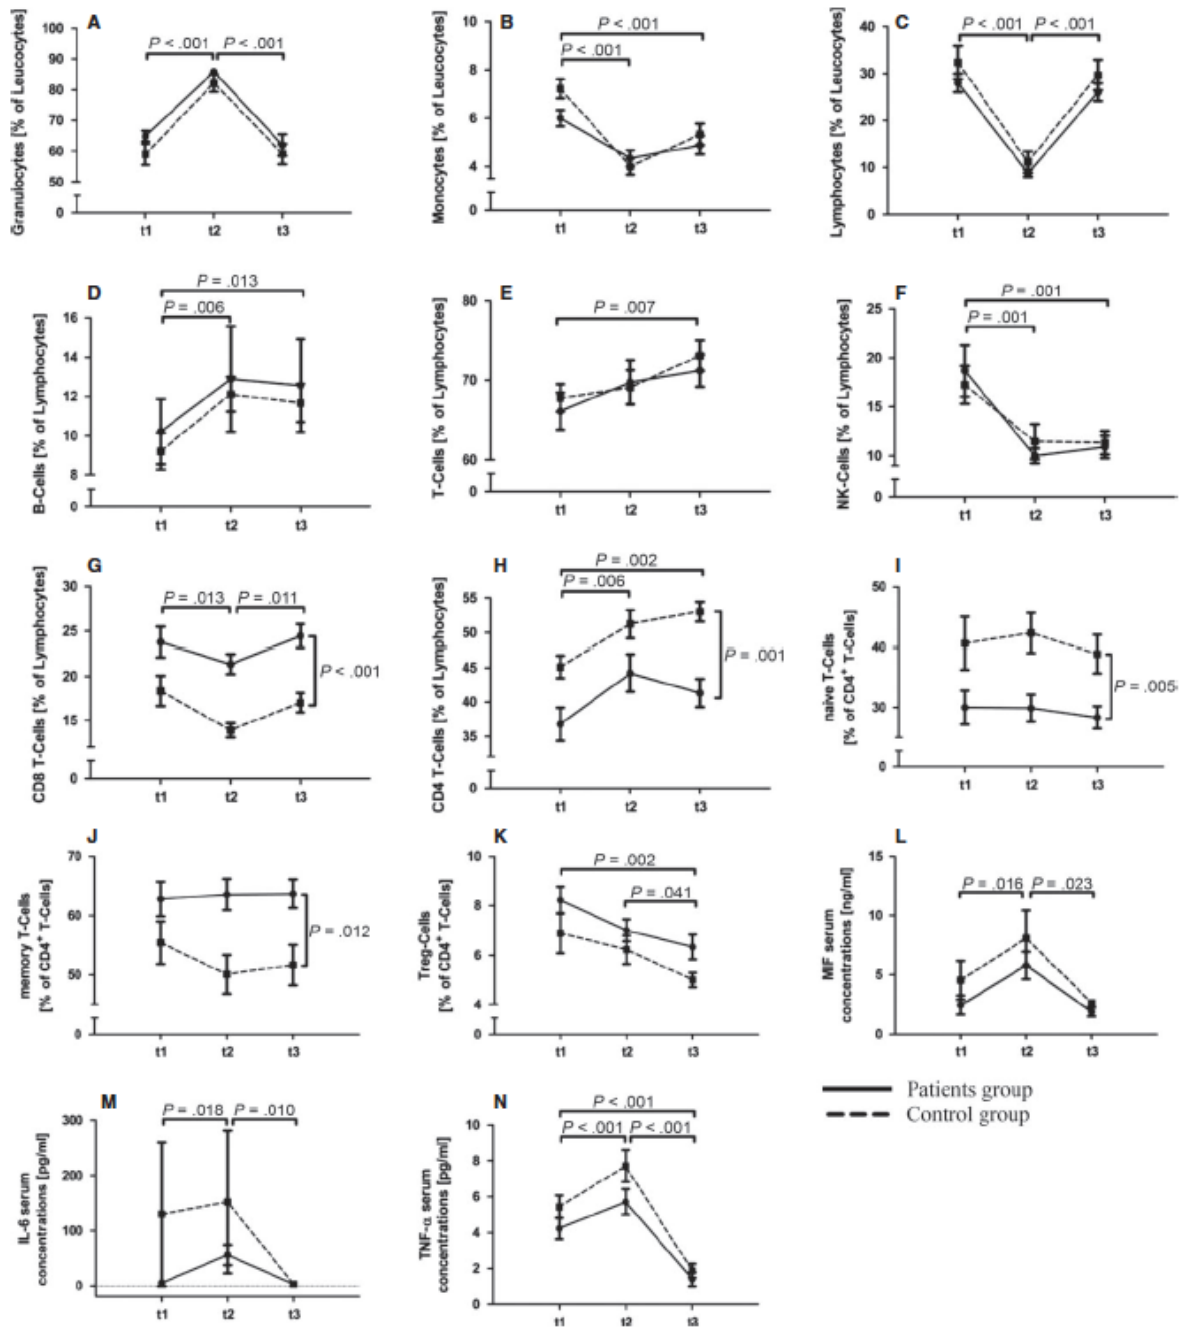 A
Granulocytes [% of Leucocytes]
P < .001
P < .001
100
90
80
70
60
50
0
t1
t2
t3
B
Monocytes [% of Leucocytes]
P < .001
P < .001
10
8
6
4
0
t1
t2
t3
C
Lymphocytes [% of Leucocytes]
P < .001
P < .001
40
30
20
10
0
t1
t2
t3
D
B-Cells [% of Lymphocytes]
P = .013
P = .006
16
14
12
10
8
0
t1
t2
t3
E
T-Cells [% of Lymphocytes]
P = .007
80
70
60
0
t1
t2
t3
F
NK-Cells [% of Lymphocytes]
P = .001
P = .001
25
20
15
10
0
t1
t2
t3
G
CD8 T-Cells [% of Lymphocytes]
P = .013
P = .011
P < .001
30
25
20
15
0
t1
t2
t3
H
CD4 T-Cells [% of Lymphocytes]
P = .002
P = .006
P = .001
55
50
45
40
35
0
t1
t2
t3
I
naive T-Cells
[% of CD4+ T-Cells]
P = .005
50
40
30
0
t1
t2
t3
J
memory T-Cells
[% of CD4+ T-Cells]
P = .012
70
60
50
0
t1
t2
t3
K
Treg-Cells
[% of CD4+ T-Cells]
P = .002
P = .041
10
8
6
4
0
t1
t2
t3
L
MIF serum
concentrations [ng/ml]
P = .016
P = .023
15
10
5
0
t1
t2
t3
M
IL-6 serum
concentrations [pg/ml]
P = .018
P = .010
300
200
100
0
t1
t2
t3
N
TNF-α serum
concentrations [pg/ml]
P < .001
P < .001
P < .001
10
8
6
4
2
0
t1
t2
t3
Patients group
Control group